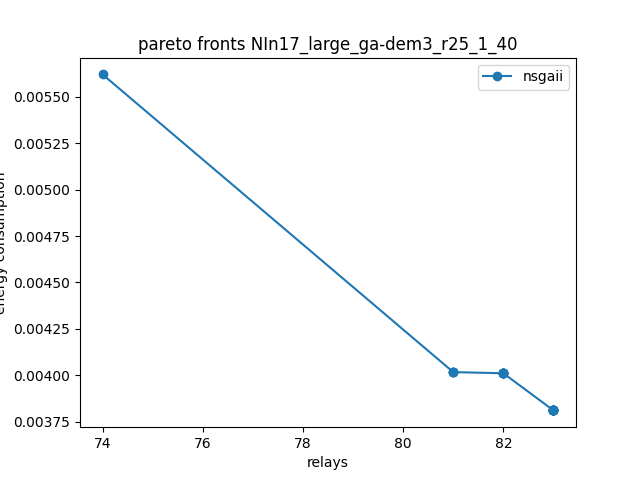 pareto fronts NIn17_large_ga-dem3_r25_1_40
nsgaii
0.00550
0.00525
0.00500
0.00475
0.00450
0.00425
0.00400
0.00375
energy consumption
74 76 78 80 82
relays